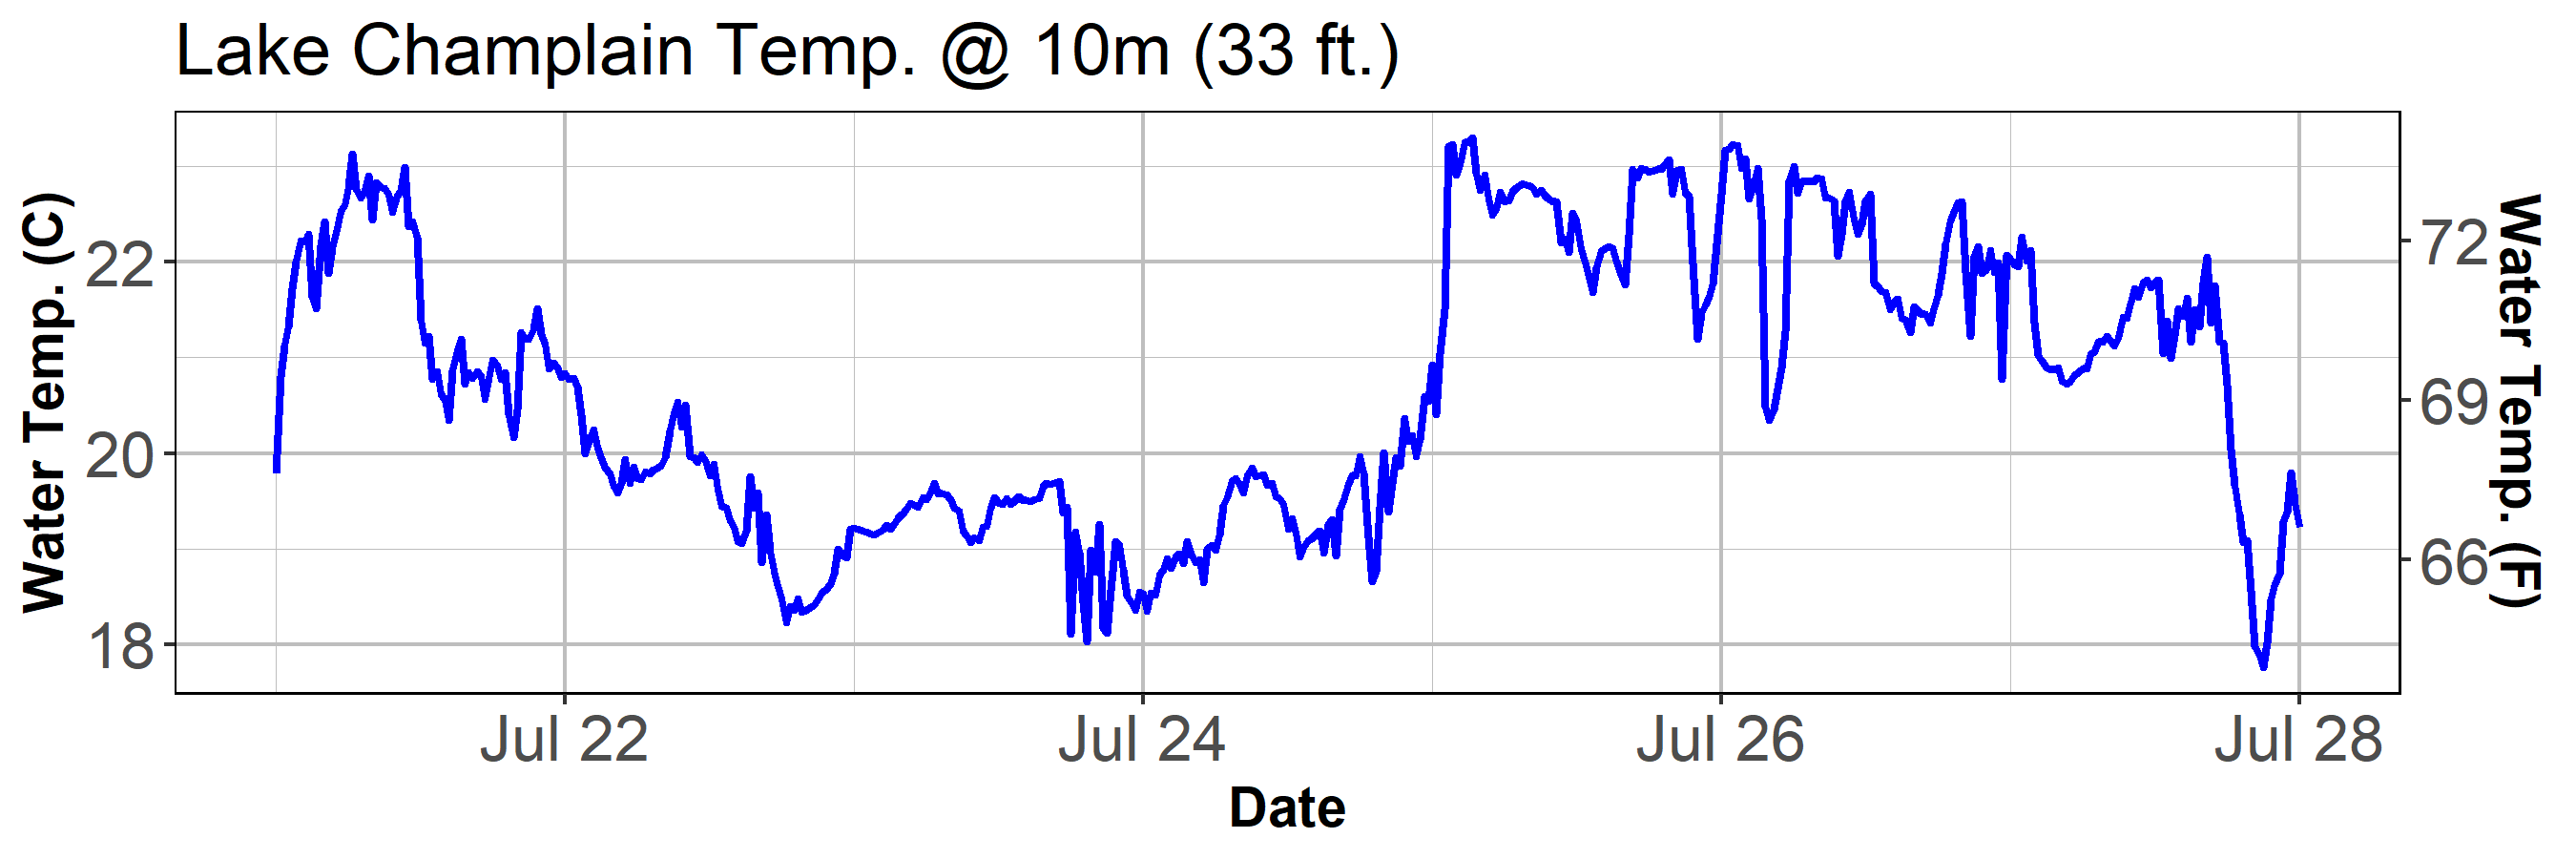 Lake Champlain Temp. @ 10m (33 ft.)
Water Temp. (C)
22
20
18
72
69
66
Water Temp. (F)
Jul 22 Jul 24 Jul 26 Jul 28
Date